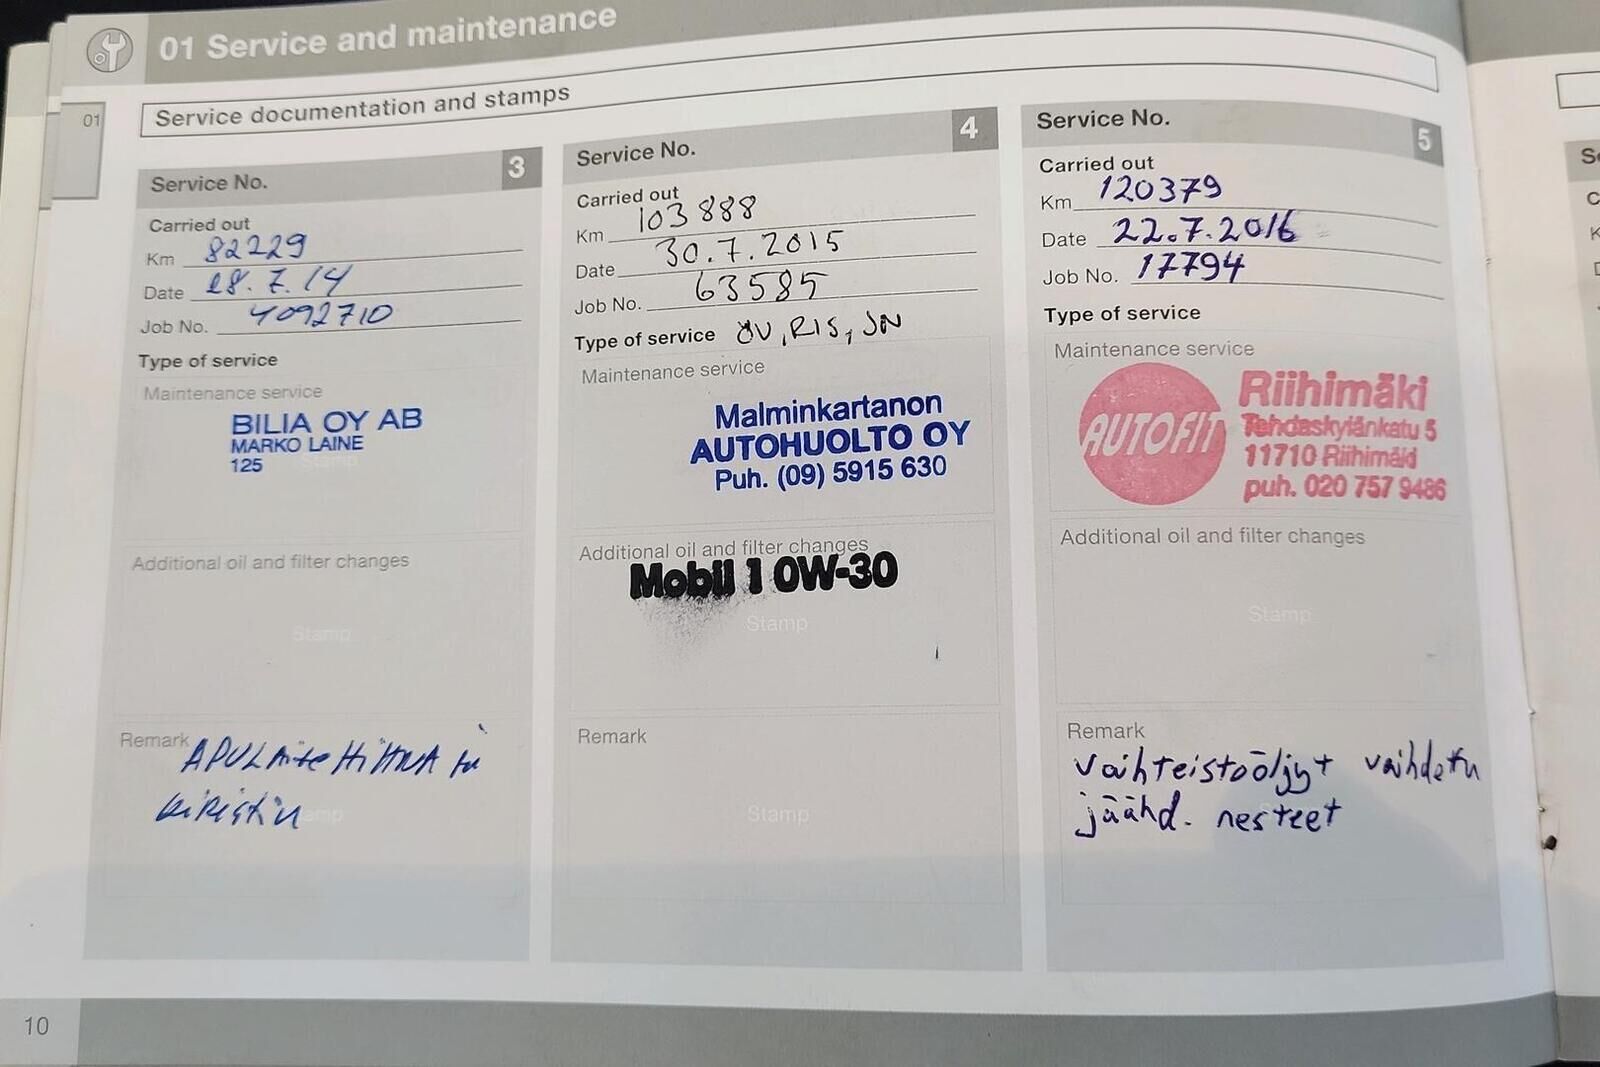 01 Service and maintenance
01
Service documentation and stamps
Service No. 3
Carried out
Km 82229
Date 28.7.14
Job No. 4092710
Type of service
Maintenance service
BILIA OY AB
MARKO LAINE
125
Stamp
Additional oil and filter changes
Stamp
Remark
Service No. 4
Carried out
Km 103888
Date 30.7.2015
Job No. 63585
Type of service ÖV, RIS, JN
Maintenance service
Malminkartanon
AUTOHUOLTO OY
Puh. (09) 5915 630
Additional oil and filter changes
Mobil 1 0W-30
Stamp
Remark
Stamp
Service No. 5
Carried out
Km 120379
Date 22.7.2016
Job No. 17794
Type of service
Maintenance service
AUTOFIT
Riihimäki
Tehdaskylänkatu 5
11710 Riihimäki
puh. 020 757 9486
Additional oil and filter changes
Stamp
Remark
vaihteistoöljyt vaihdettu
jäähd. nesteet
10